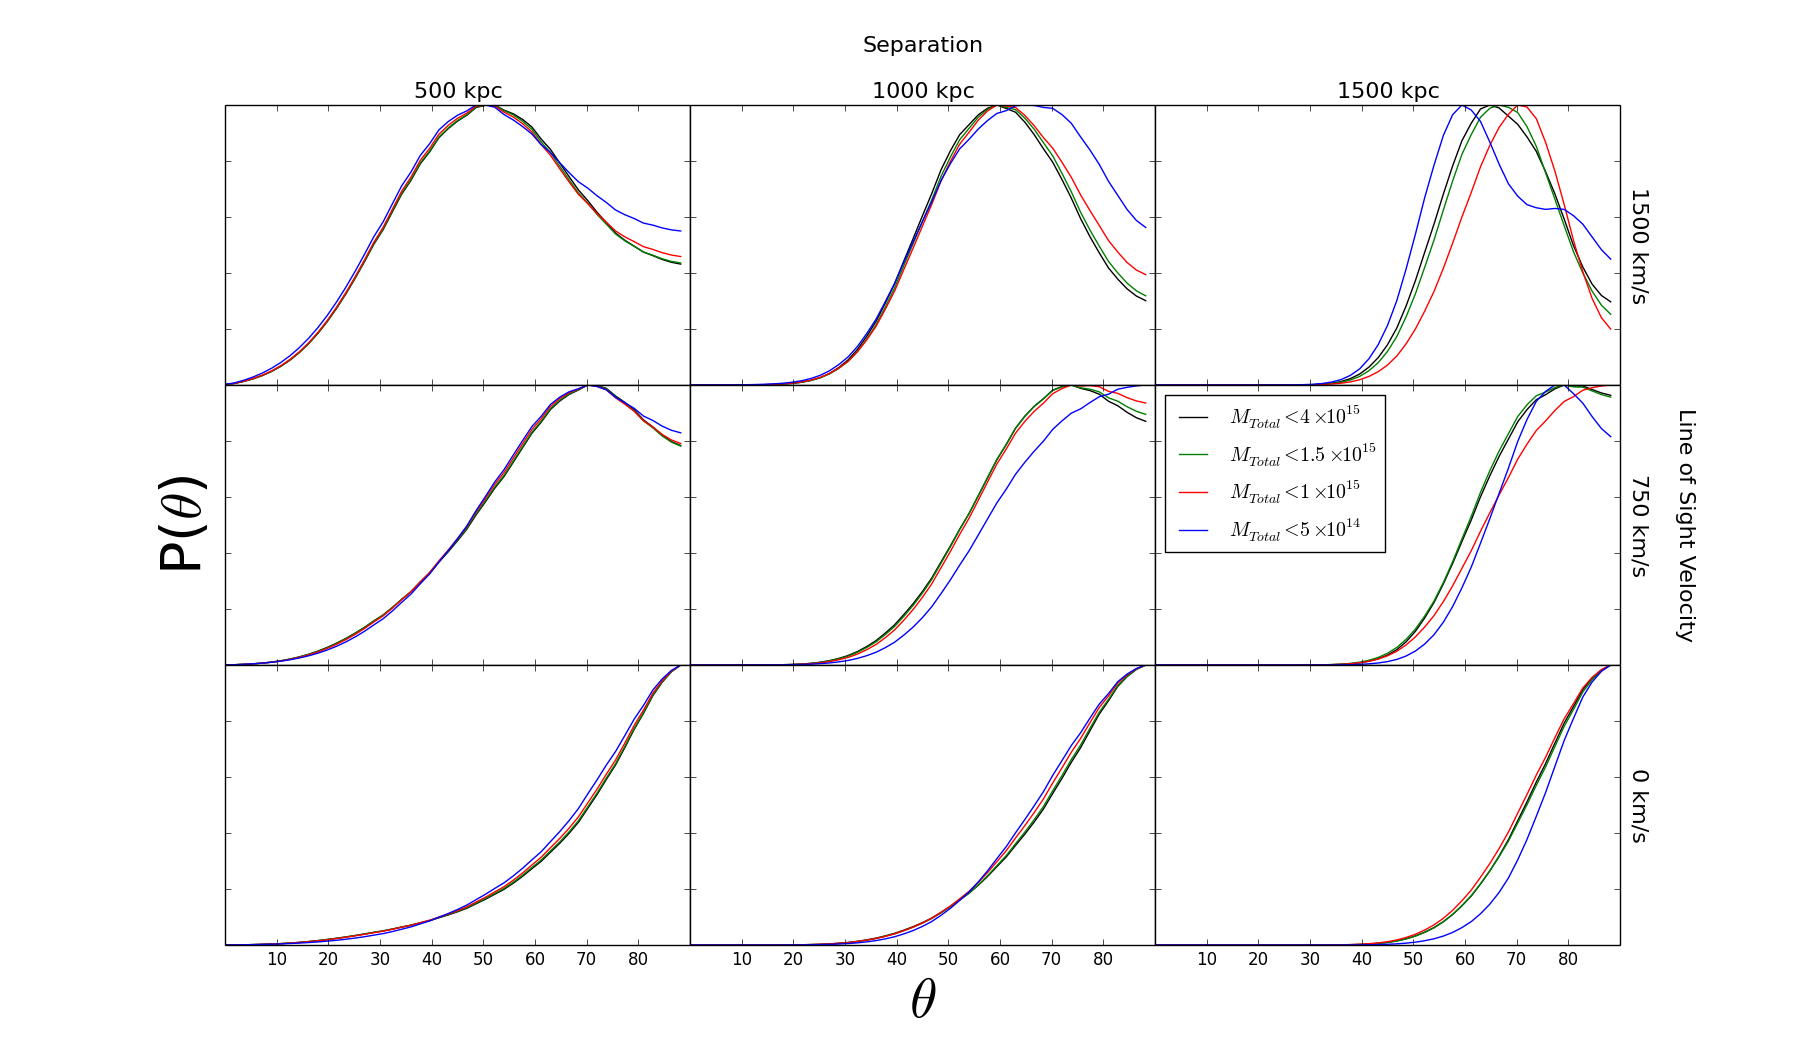 Separation
500 kpc 1000 kpc 1500 kpc
1500 km/s
750 km/s
0 km/s
Line of Sight Velocity
P(θ)
M_Total <4 ×10^15
M_Total <1.5 ×10^15
M_Total <1 ×10^15
M_Total <5 ×10^14
10 20 30 40 50 60 70 80 10 20 30 40 50 60 70 80 10 20 30 40 50 60 70 80
θ